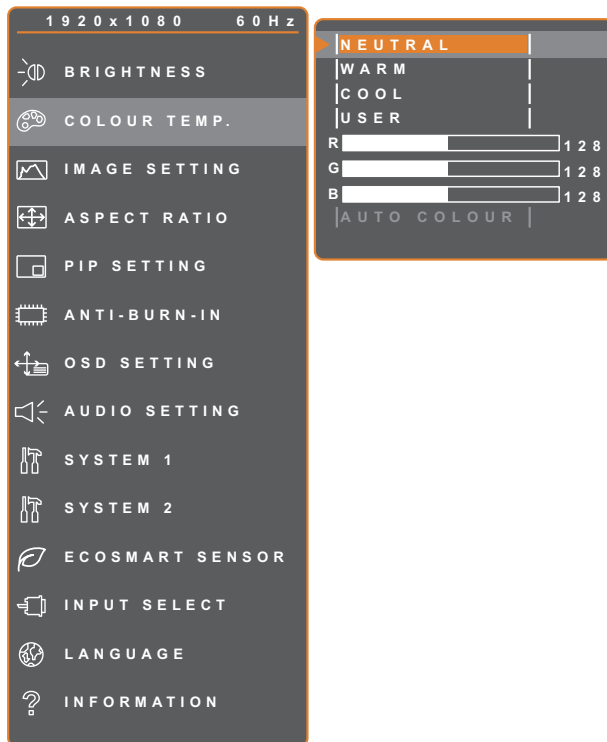 1920x1080 60Hz
BRIGHTNESS
COLOUR TEMP.
IMAGE SETTING
ASPECT RATIO
PIP SETTING
ANTI-BURN-IN
OSD SETTING
AUDIO SETTING
SYSTEM 1
SYSTEM 2
ECOSMART SENSOR
INPUT SELECT
LANGUAGE
INFORMATION
NEUTRAL
WARM
COOL
USER
R 128
G 128
B 128
AUTO COLOUR